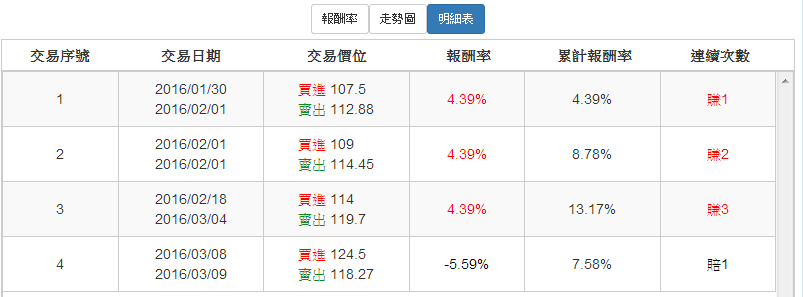 報酬率 走勢圖 明細表
交易序號 交易日期 交易價位 報酬率 累計報酬率 連續次數
1 2016/01/30 買進 107.5 4.39% 4.39% 賺1
2016/02/01 賣出 112.88
2 2016/02/01 買進 109 4.39% 8.78% 賺2
2016/02/01 賣出 114.45
3 2016/02/18 買進 114 4.39% 13.17% 賺3
2016/03/04 賣出 119.7
4 2016/03/08 買進 124.5 -5.59% 7.58% 賠1
2016/03/09 賣出 118.27